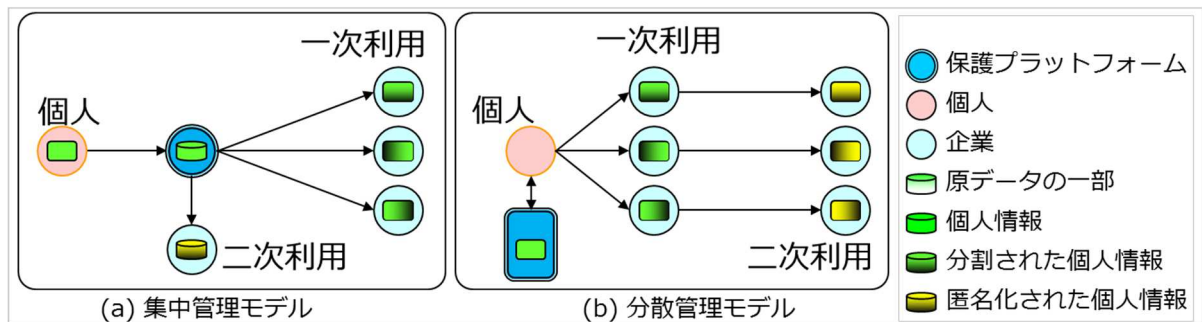 一次利用
個人
二次利用
(a) 集中管理モデル
一次利用
個人
二次利用
(b) 分散管理モデル
保護プラットフォーム
個人
企業
原データの一部
個人情報
分割された個人情報
匿名化された個人情報